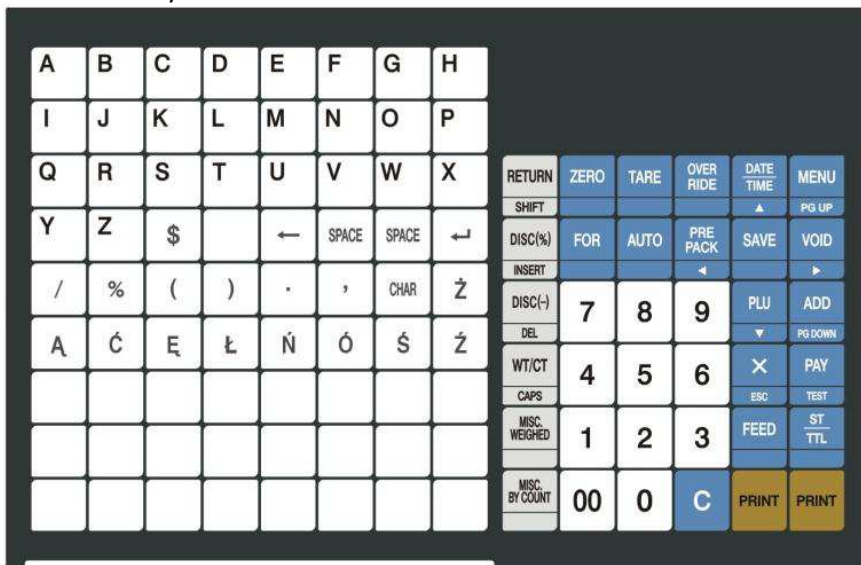 A B C D E F G H
I J K L M N O P
Q R S T U V W X RETURN ZERO TARE OVER RIDE DATE TIME MENU
SHIFT ▲ PG UP
Y Z $ ← SPACE SPACE ↵ DISC(%) FOR AUTO PRE PACK SAVE VOID
INSERT ◄ ►
/ % ( ) . , CHAR Ż DISC(-) 7 8 9 PLU ADD
DEL ▼ PG DOWN
Ą Ć Ę Ł Ń Ó Ś Ź WT/CT 4 5 6 × PAY
CAPS ESC TEST
MISC. WEIGHED 1 2 3 FEED ST TTL
MISC. BY COUNT 00 0 C PRINT PRINT